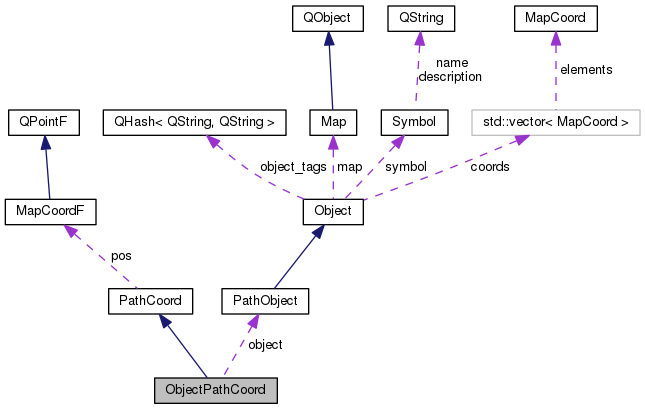 QObject
QString
MapCoord
name
description
elements
QPointF
QHash< QString, QString >
Map
Symbol
std::vector< MapCoord >
object_tags
map
symbol
coords
MapCoordF
Object
pos
PathCoord
PathObject
object
ObjectPathCoord